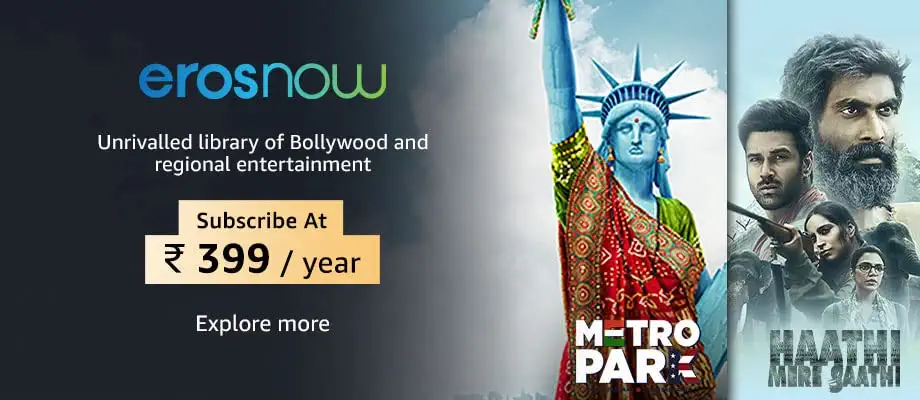 erosnow
Unrivalled library of Bollywood and
regional entertainment
Subscribe At
₹ 399 / year
Explore more
METRO
PARK
HAATHI
MERE SAATHI